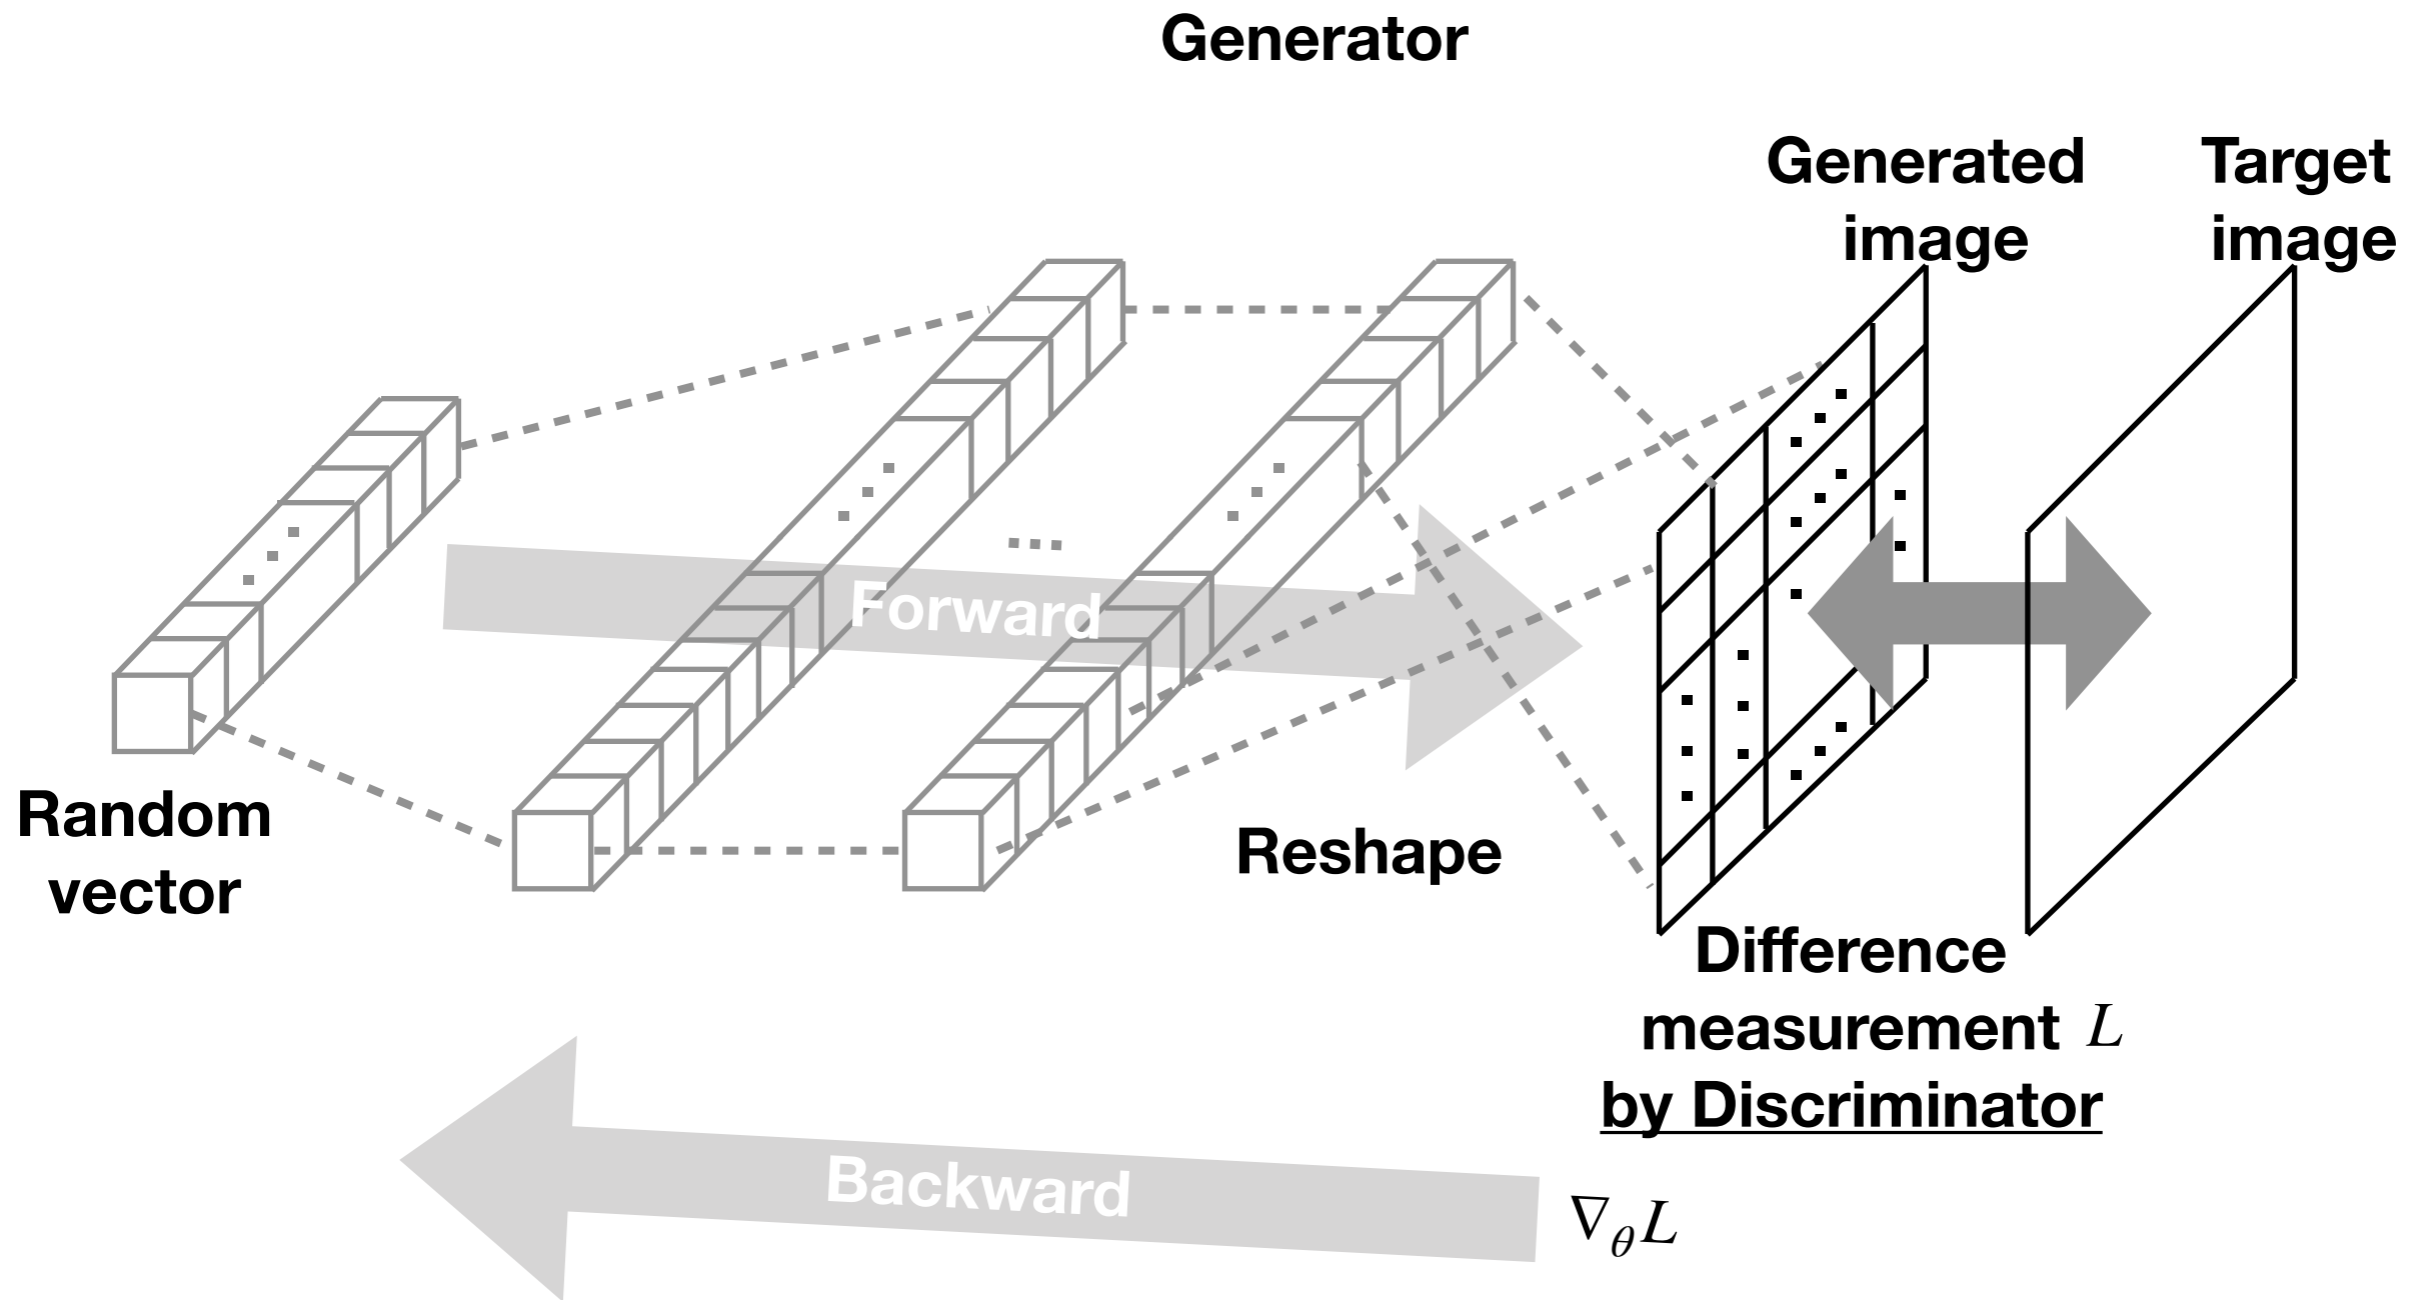 Generator
Generated
image
Target
image
Forward
...
Random
vector
Reshape
Difference
measurement L
by Discriminator
Backward
∇θL